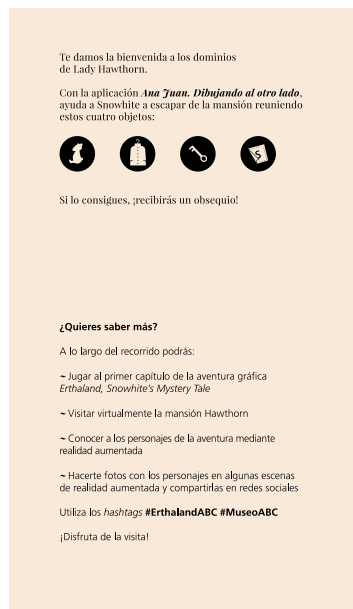 Te damos la bienvenida a los dominios
de Lady Hawthorn.
Con la aplicación Ana Juan. Dibujando al otro lado,
ayuda a Snowhite a escapar de la mansión reuniendo
estos cuatro objetos:
S
Si lo consigues, ¡recibirás un obsequio!
¿Quieres saber más?
A lo largo del recorrido podrás:
~ Jugar al primer capítulo de la aventura gráfica
Erthaland, Snowhite's Mystery Tale
~ Visitar virtualmente la mansión Hawthorn
~ Conocer a los personajes de la aventura mediante
realidad aumentada
~ Hacerte fotos con los personajes en algunas escenas
de realidad aumentada y compartirlas en redes sociales
Utiliza los hashtags #ErthalandABC #MuseoABC
¡Disfruta de la visita!